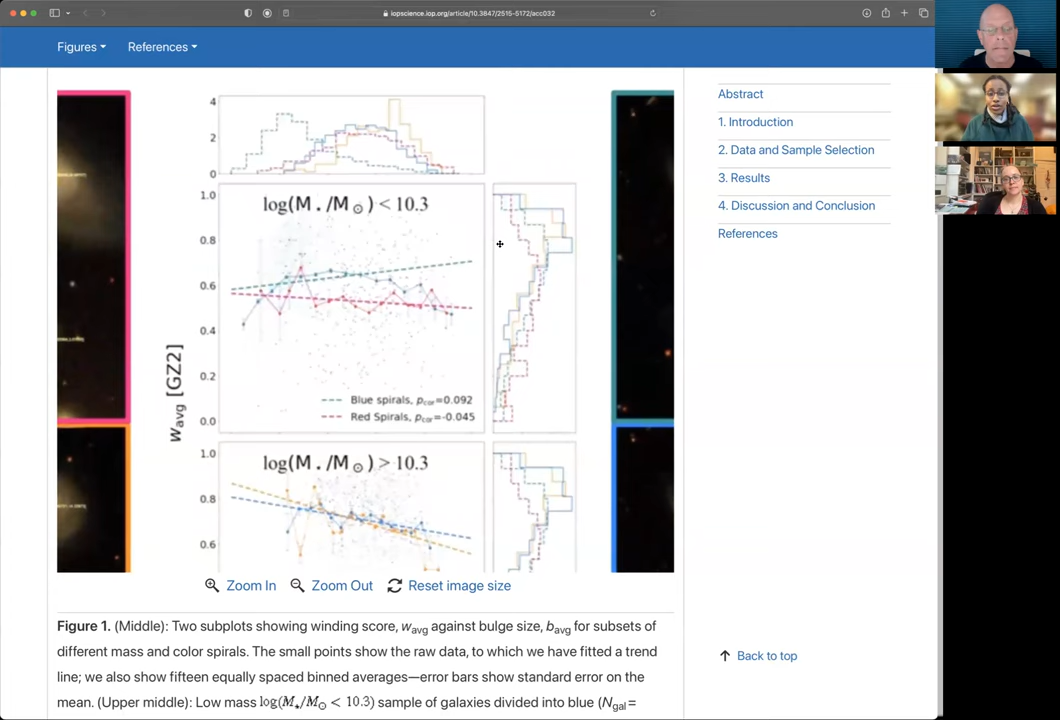 iopscience.iop.org/article/10.3847/2515-5172/acc032
Figures
References
4
2
0
1.0
log(M⋆/M⊙) < 10.3
0.8
0.6
0.4
0.2
Blue spirals, pcor=0.092
Red Spirals, pcor=-0.045
0.0
wavg [GZ2]
1.0
log(M⋆/M⊙) > 10.3
0.8
0.6
Zoom In
Zoom Out
Reset image size
Figure 1. (Middle): Two subplots showing winding score, wavg against bulge size, bavg for subsets of
different mass and color spirals. The small points show the raw data, to which we have fitted a trend
line; we also show fifteen equally spaced binned averages—error bars show standard error on the
mean. (Upper middle): Low mass log(M⋆/M⊙ < 10.3) sample of galaxies divided into blue (Ngal =
Abstract
1. Introduction
2. Data and Sample Selection
3. Results
4. Discussion and Conclusion
References
Back to top